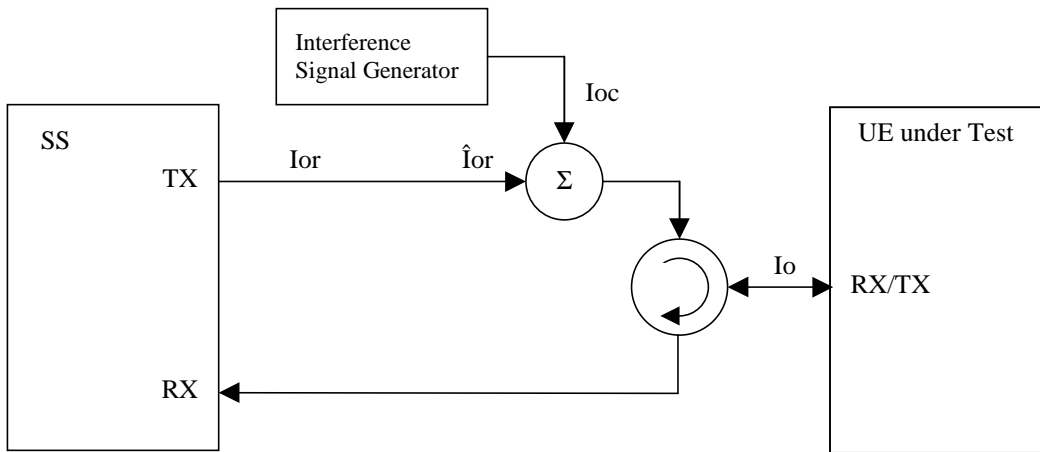 Interference
Signal Generator
Ioc
SS
UE under Test
TX
Ior
Îor
Σ
Io
RX/TX
RX